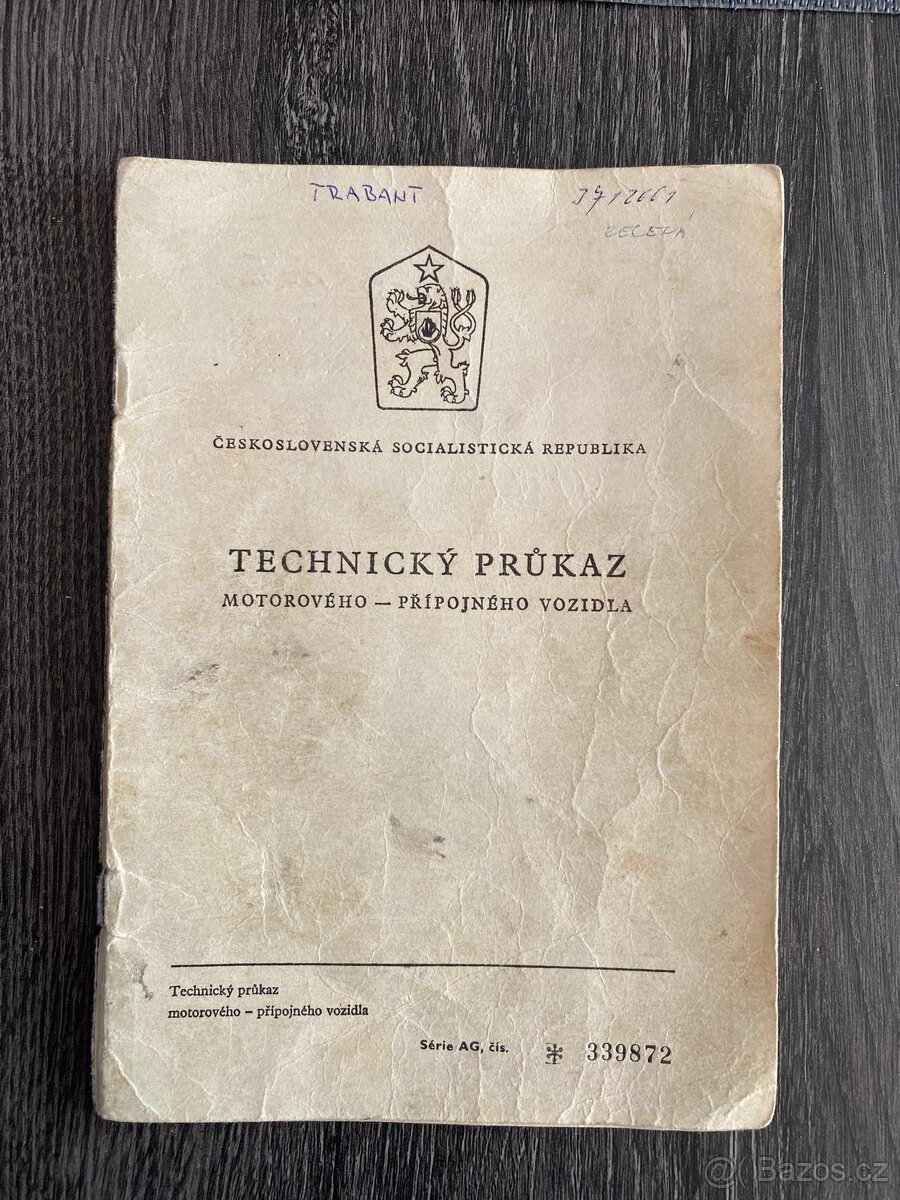 TRABANT
ZELENÁ
ČESKOSLOVENSKÁ SOCIALISTICKÁ REPUBLIKA
TECHNICKÝ PRŮKAZ
MOTOROVÉHO — PŘÍPOJNÉHO VOZIDLA
Technický průkaz
motorového – přípojného vozidla
Série AG, čís. 339872
@ Bazos.cz